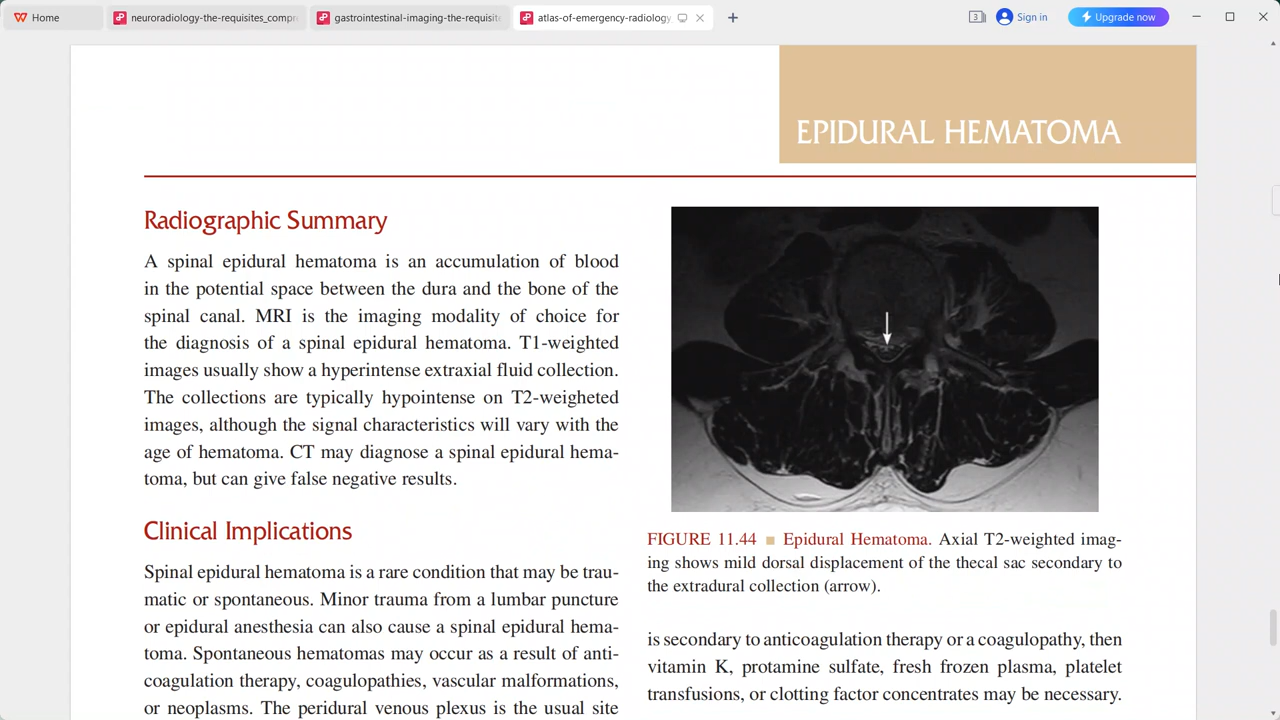 Home
neuroradiology-the-requisites_compr
gastrointestinal-imaging-the-requisite
atlas-of-emergency-radiology
3
Sign in
Upgrade now
EPIDURAL HEMATOMA
Radiographic Summary
A spinal epidural hematoma is an accumulation of blood
in the potential space between the dura and the bone of the
spinal canal. MRI is the imaging modality of choice for
the diagnosis of a spinal epidural hematoma. T1-weighted
images usually show a hyperintense extraxial fluid collection.
The collections are typically hypointense on T2-weigheted
images, although the signal characteristics will vary with the
age of hematoma. CT may diagnose a spinal epidural hema-
toma, but can give false negative results.
Clinical Implications
Spinal epidural hematoma is a rare condition that may be trau-
matic or spontaneous. Minor trauma from a lumbar puncture
or epidural anesthesia can also cause a spinal epidural hema-
toma. Spontaneous hematomas may occur as a result of anti-
coagulation therapy, coagulopathies, vascular malformations,
or neoplasms. The peridural venous plexus is the usual site
FIGURE 11.44 ■ Epidural Hematoma. Axial T2-weighted imag-
ing shows mild dorsal displacement of the thecal sac secondary to
the extradural collection (arrow).
is secondary to anticoagulation therapy or a coagulopathy, then
vitamin K, protamine sulfate, fresh frozen plasma, platelet
transfusions, or clotting factor concentrates may be necessary.